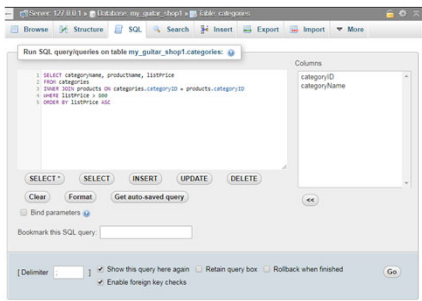 Server: 127.0.0.1 » Database: my_guitar_shop1 » Table: categories
Browse Structure SQL Search Insert Export Import More
Run SQL query/queries on table my_guitar_shop1.categories:
Columns
1 SELECT categoryName, productName, listPrice
2 FROM categories
3 INNER JOIN products ON categories.categoryID = products.categoryID
4 WHERE listPrice > 800
5 ORDER BY listPrice ASC
categoryID
categoryName
SELECT * SELECT INSERT UPDATE DELETE
Clear Format Get auto-saved query
<<
Bind parameters
Bookmark this SQL query:
[ Delimiter ; ] Show this query here again Retain query box Rollback when finished
Enable foreign key checks
Go